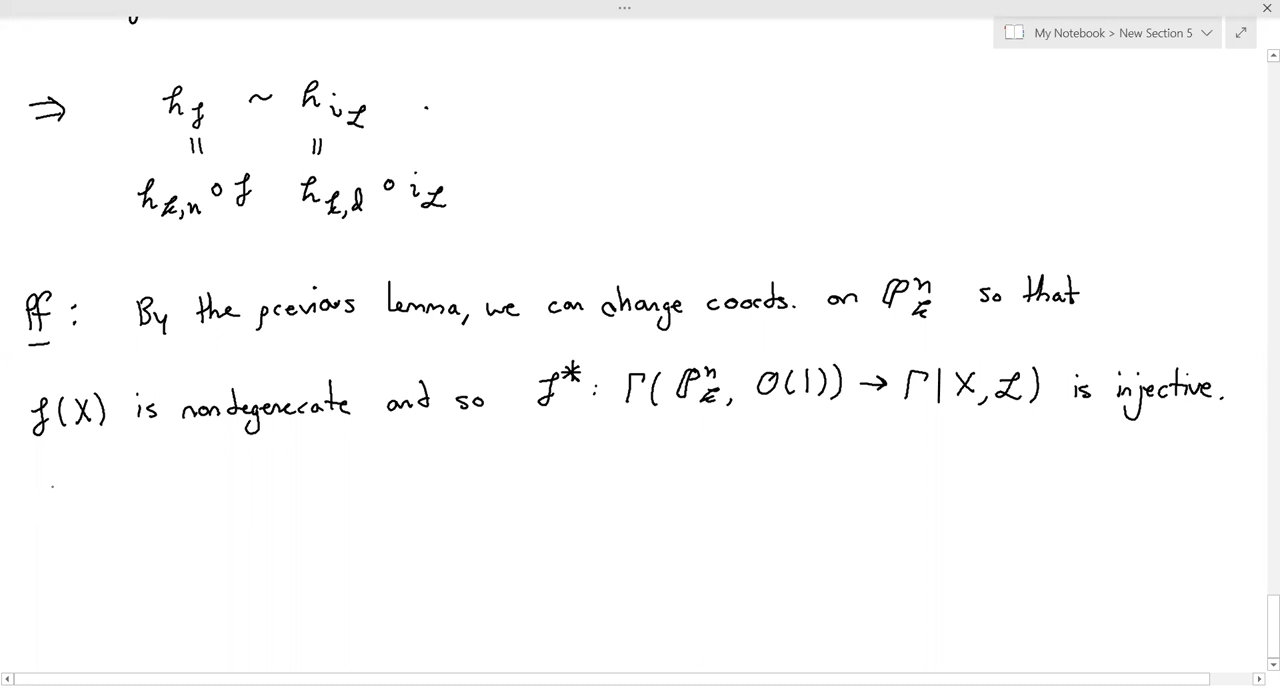 My Notebook > New Section 5
⇒ h_f ~ h_{i_ℒ} .
|| ||
h_{k,n} ∘ f h_{k,d} ∘ i_ℒ
Pf : By the previous lemma, we can change coords. on ℙ^n_k so that
f(X) is nondegenerate and so f* : Γ(ℙ^n_k, O(1)) → Γ(X, ℒ) is injective.